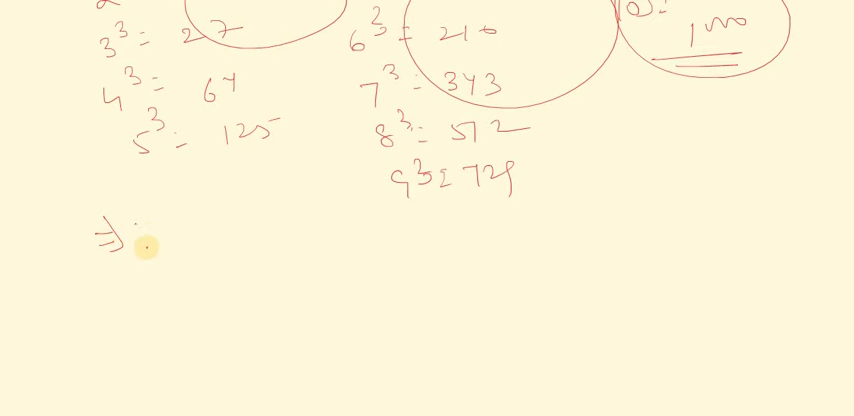 3³ = 27
4³ = 64
5³ = 125
6³ = 216
7³ = 343
8³ = 512
9³ = 729
1000
⇒